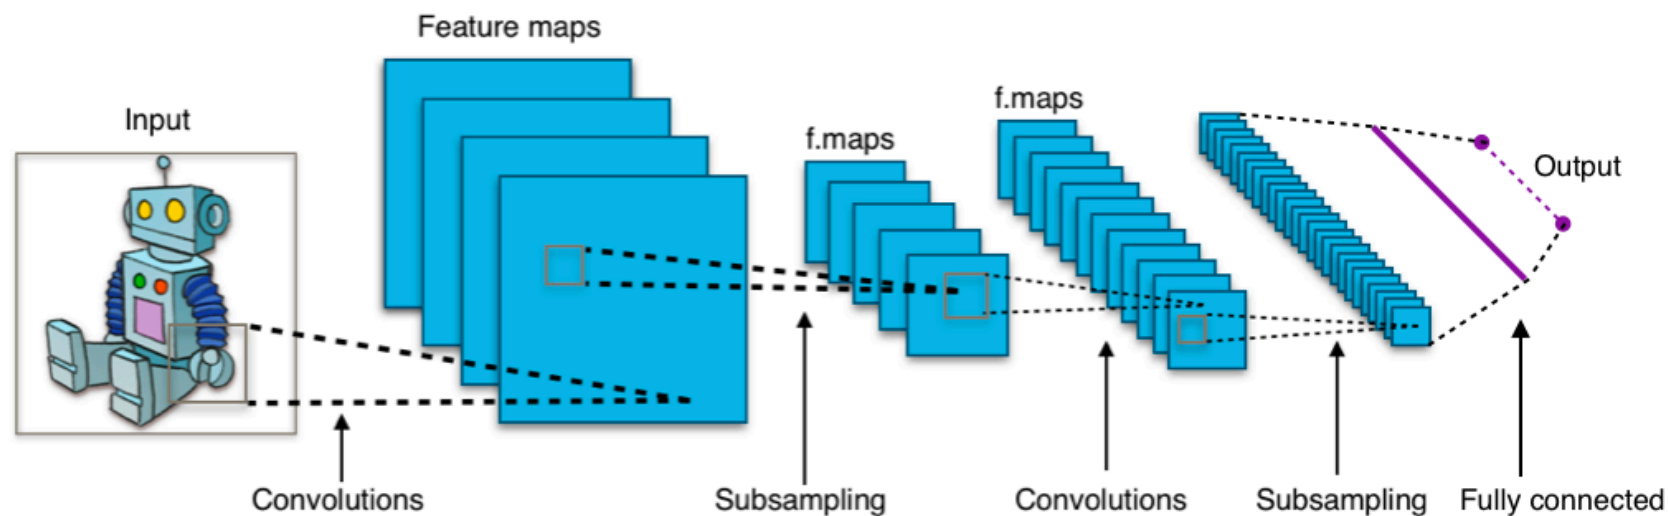 Feature maps
Input
f.maps
f.maps
Output
Convolutions
Subsampling
Convolutions
Subsampling
Fully connected